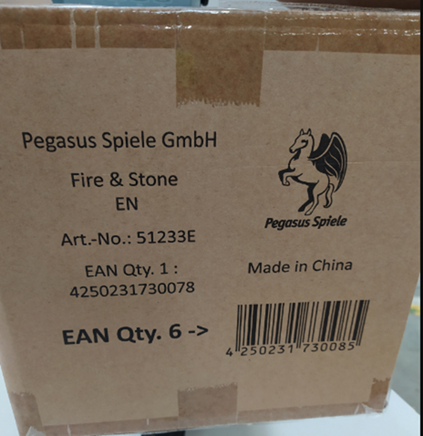 Pegasus Spiele GmbH
Fire & Stone
EN
Art.-No.: 51233E
EAN Qty. 1 :
4250231730078
EAN Qty. 6 ->
Pegasus Spiele
Made in China
4 250231 730085